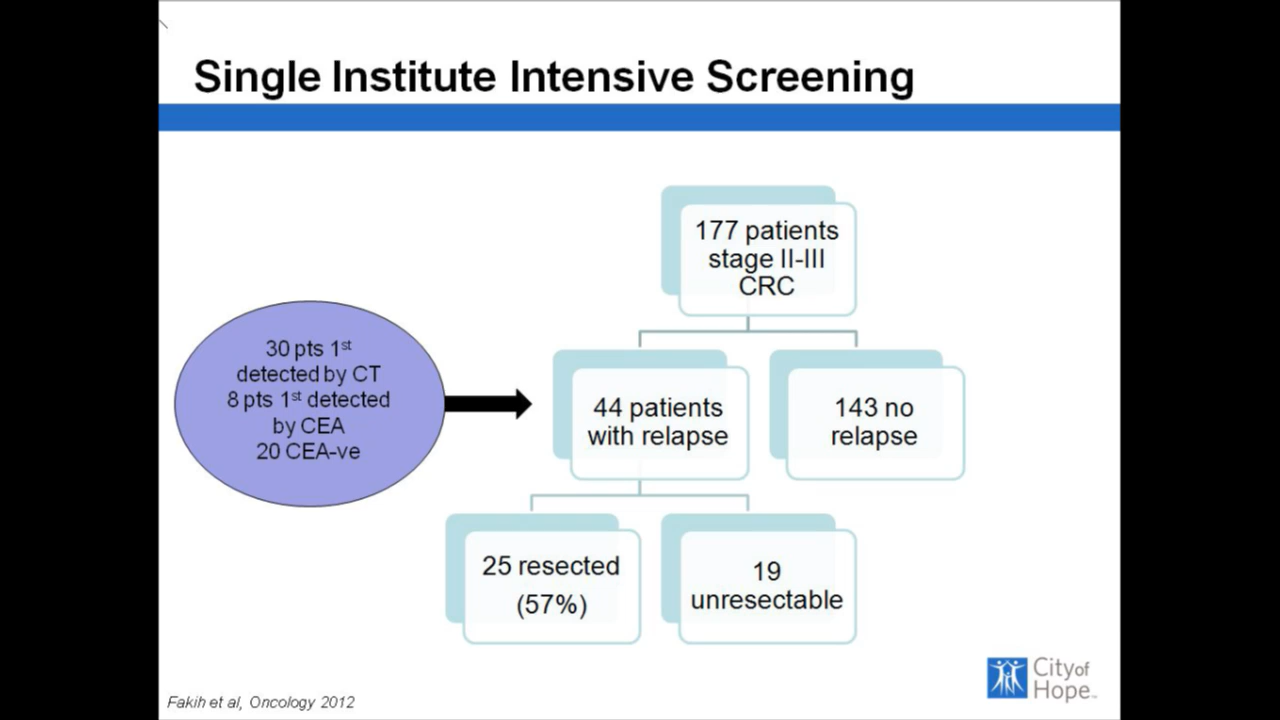 Single Institute Intensive Screening
177 patients
stage II-III
CRC
30 pts 1st
detected by CT
8 pts 1st detected
by CEA
20 CEA-ve
44 patients
with relapse
143 no
relapse
25 resected
(57%)
19
unresectable
City of
Hope™
Fakih et al, Oncology 2012